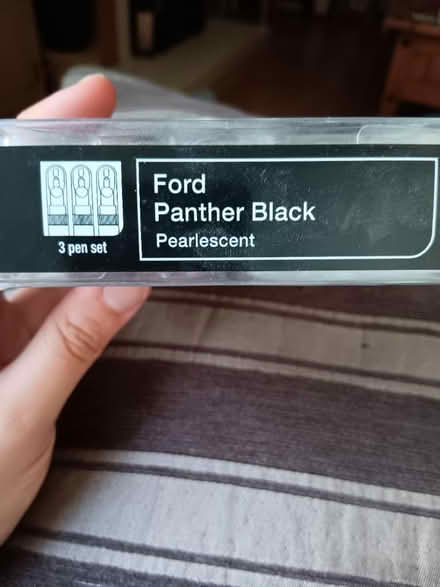 3 pen set
Ford
Panther Black
Pearlescent